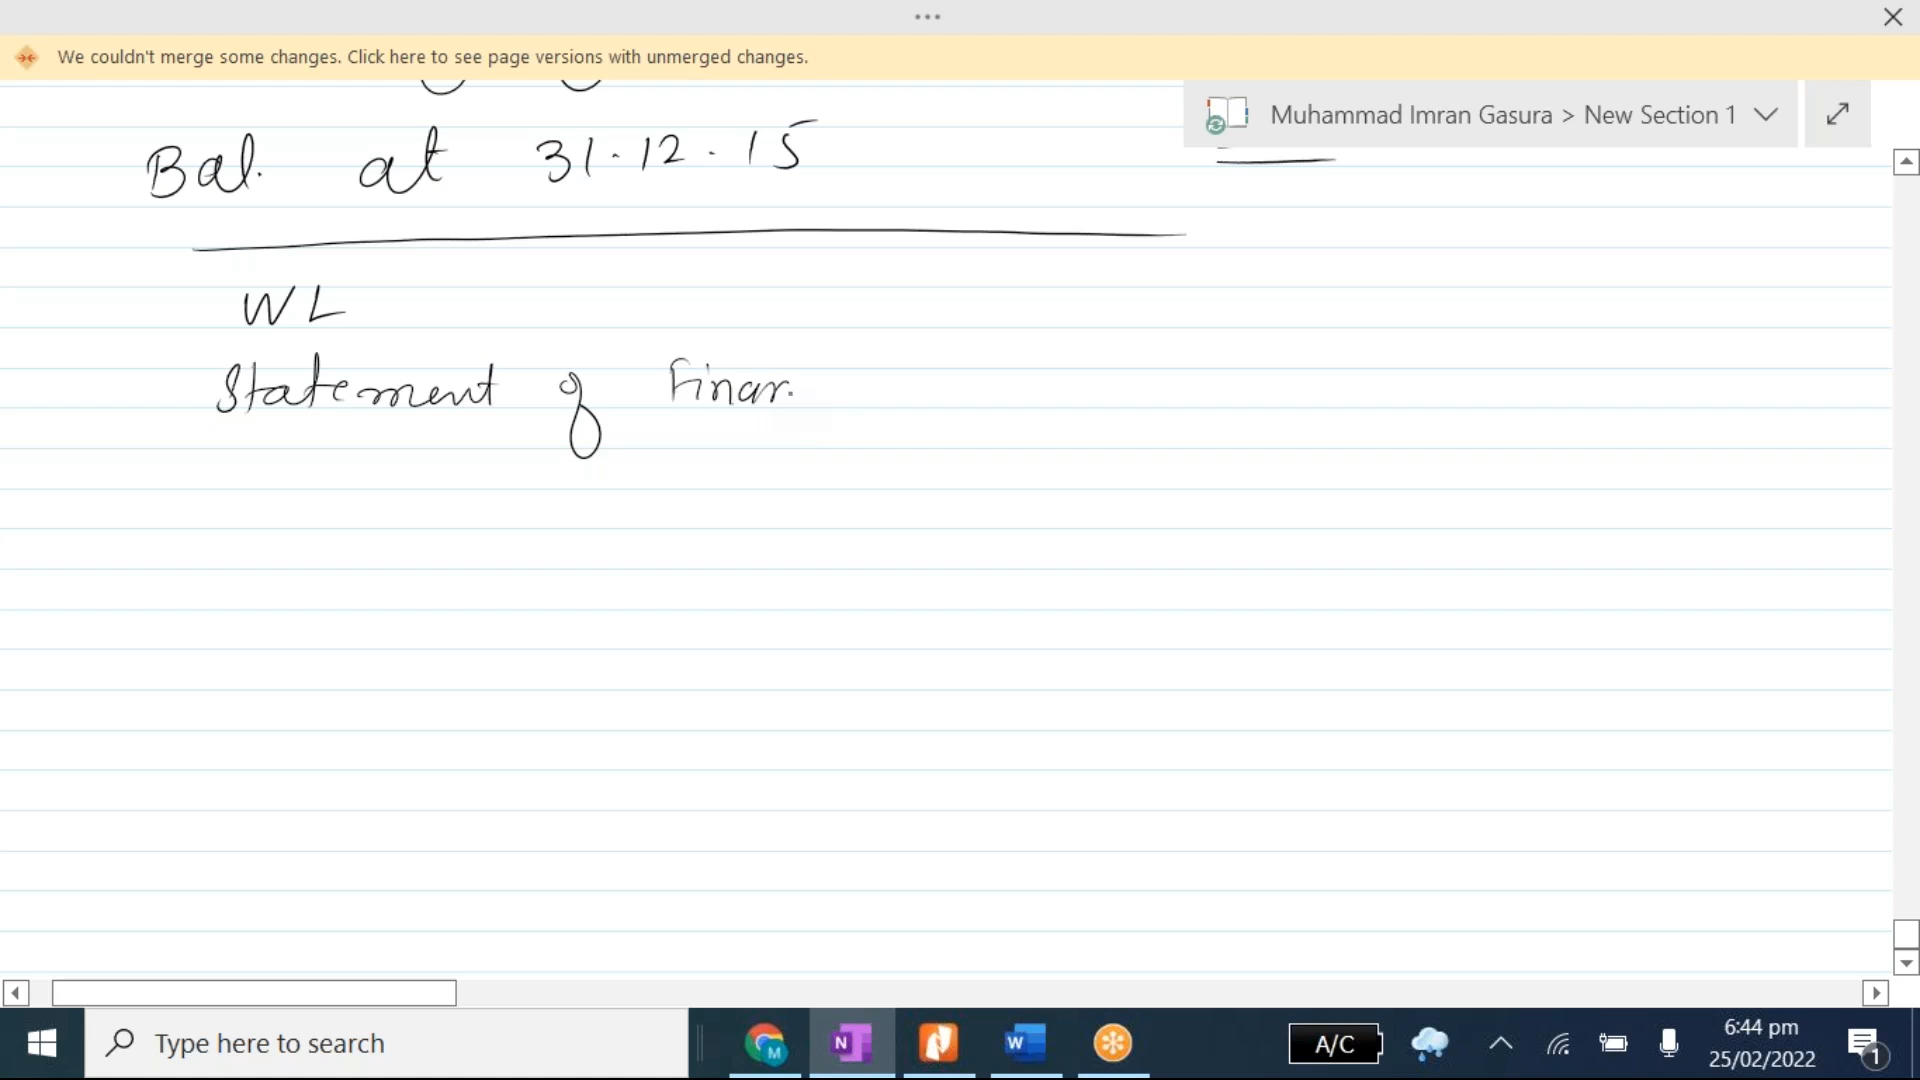 We couldn't merge some changes. Click here to see page versions with unmerged changes.
Muhammad Imran Gasura > New Section 1
Bal. at 31.12.15
WL
Statement of Finan
Type here to search
A/C
6:44 pm
25/02/2022
1